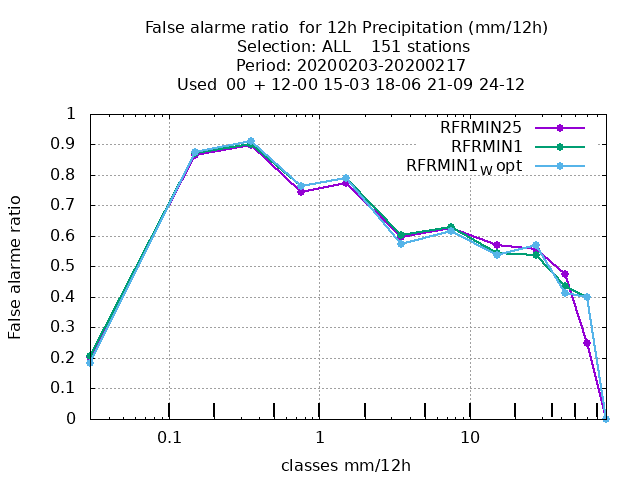 False alarme ratio  for 12h Precipitation (mm/12h)
Selection: ALL    151 stations
Period: 20200203-20200217
Used  00 + 12-00 15-03 18-06 21-09 24-12
RFRMIN25
RFRMIN1
RFRMIN1W opt
1
0.9
0.8
0.7
0.6
0.5
0.4
0.3
0.2
0.1
0
False alarme ratio
0.1 1 10
classes mm/12h